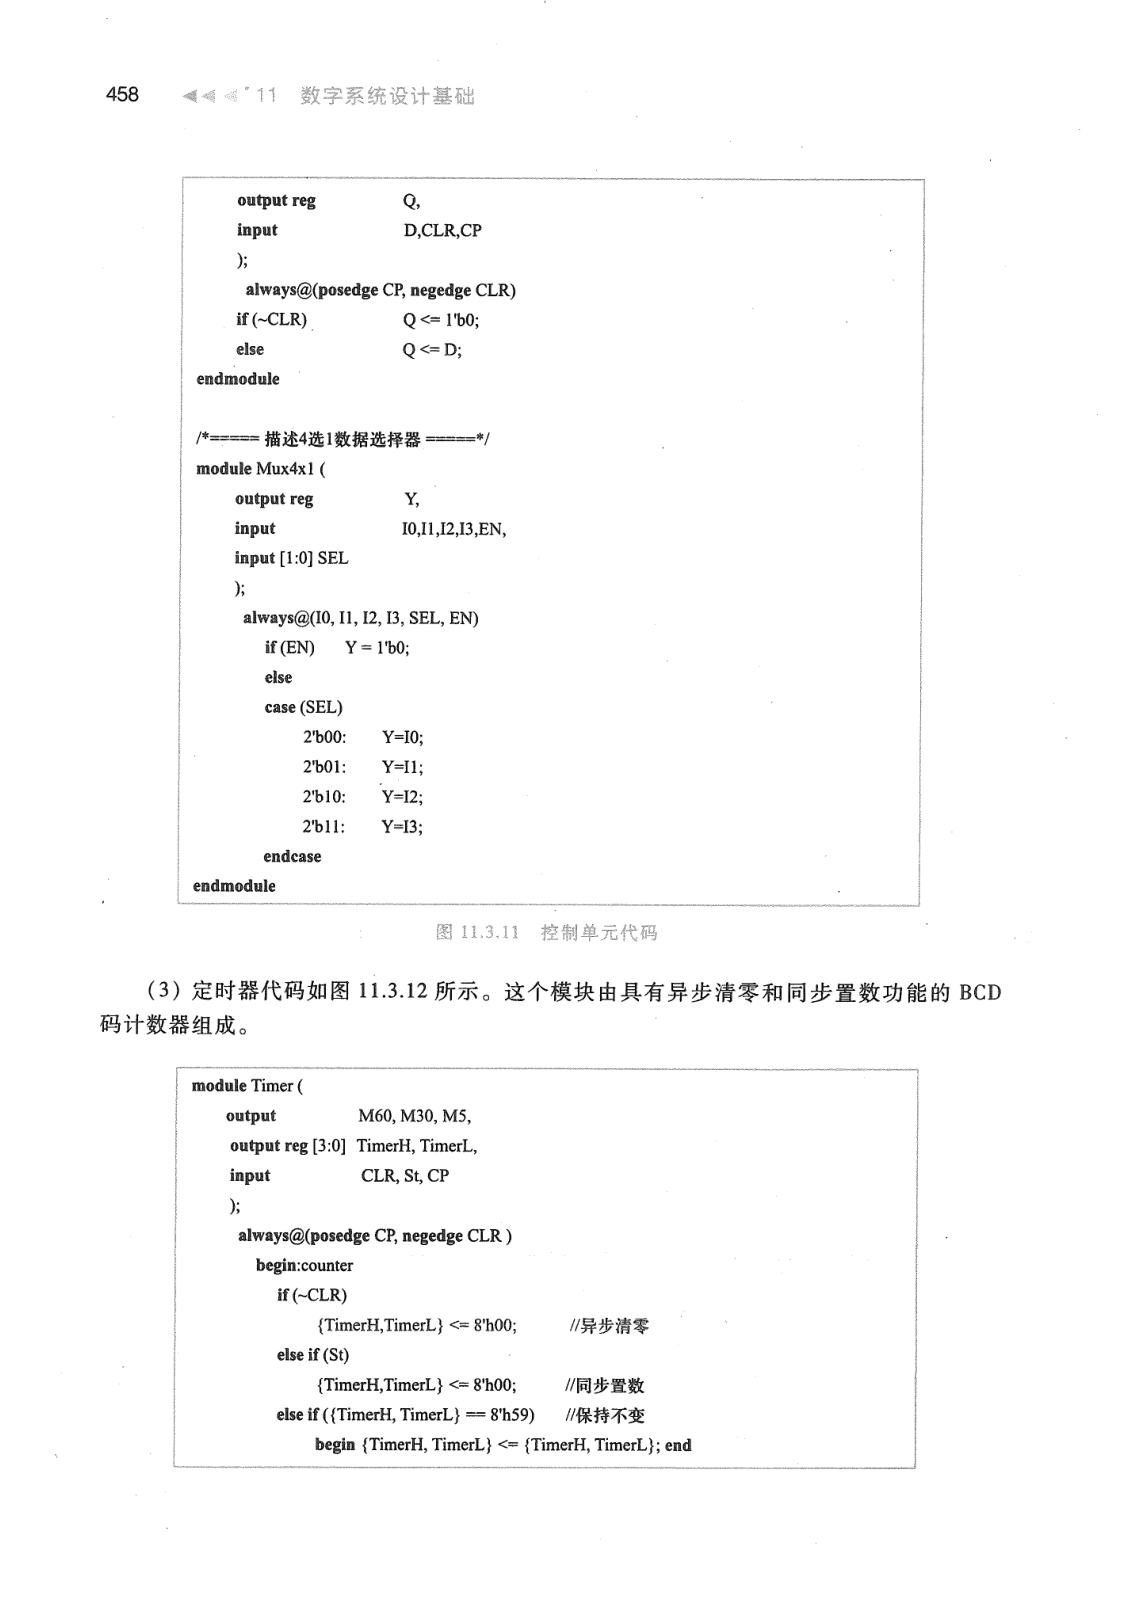 458 11 数字系统设计基础
output reg Q,
input D,CLR,CP
);
always@(posedge CP, negedge CLR)
if (~CLR) Q <= 1'b0;
else Q <= D;
endmodule
/*===== 描述4选1数据选择器 =====*/
module Mux4x1 (
output reg Y,
input I0,I1,I2,I3,EN,
input [1:0] SEL
);
always@(I0, I1, I2, I3, SEL, EN)
if (EN) Y = 1'b0;
else
case (SEL)
2'b00: Y=I0;
2'b01: Y=I1;
2'b10: Y=I2;
2'b11: Y=I3;
endcase
endmodule
图 11.3.11 控制单元代码
(3) 定时器代码如图 11.3.12 所示。这个模块由具有异步清零和同步置数功能的 BCD
码计数器组成。
module Timer (
output M60, M30, M5,
output reg [3:0] TimerH, TimerL,
input CLR, St, CP
);
always@(posedge CP, negedge CLR )
begin:counter
if (~CLR)
{TimerH,TimerL} <= 8'h00; //异步清零
else if (St)
{TimerH,TimerL} <= 8'h00; //同步置数
else if ({TimerH, TimerL} == 8'h59) //保持不变
begin {TimerH, TimerL} <= {TimerH, TimerL}; end